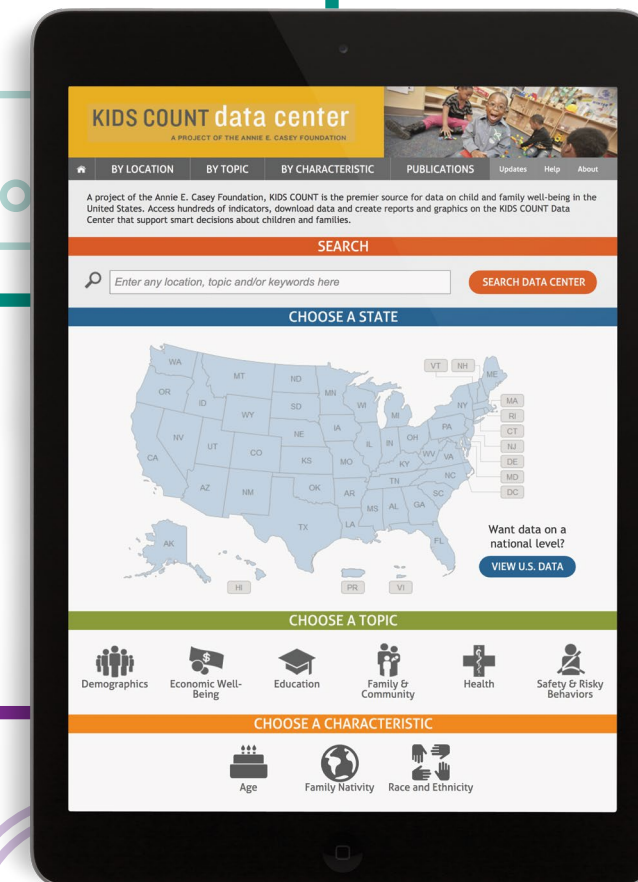 KIDS COUNT data center
A PROJECT OF THE ANNIE E. CASEY FOUNDATION
BY LOCATION BY TOPIC BY CHARACTERISTIC PUBLICATIONS Updates Help About
A project of the Annie E. Casey Foundation, KIDS COUNT is the premier source for data on child and family well-being in the
United States. Access hundreds of indicators, download data and create reports and graphics on the KIDS COUNT Data
Center that support smart decisions about children and families.
SEARCH
Enter any location, topic and/or keywords here
SEARCH DATA CENTER
CHOOSE A STATE
WA
MT
ND
MN
VT
NH
ME
OR
ID
WY
SD
WI
MI
NY
MA
RI
CT
NJ
DE
MD
DC
NV
UT
CO
NE
IA
IL
IN
OH
PA
WV
VA
CA
KS
MO
KY
NC
AZ
NM
OK
AR
TN
SC
TX
LA
MS
AL
GA
FL
AK
HI
PR
VI
Want data on a
national level?
VIEW U.S. DATA
CHOOSE A TOPIC
Demographics
Economic Well-
Being
Education
Family &
Community
Health
Safety & Risky
Behaviors
CHOOSE A CHARACTERISTIC
Age
Family Nativity
Race and Ethnicity